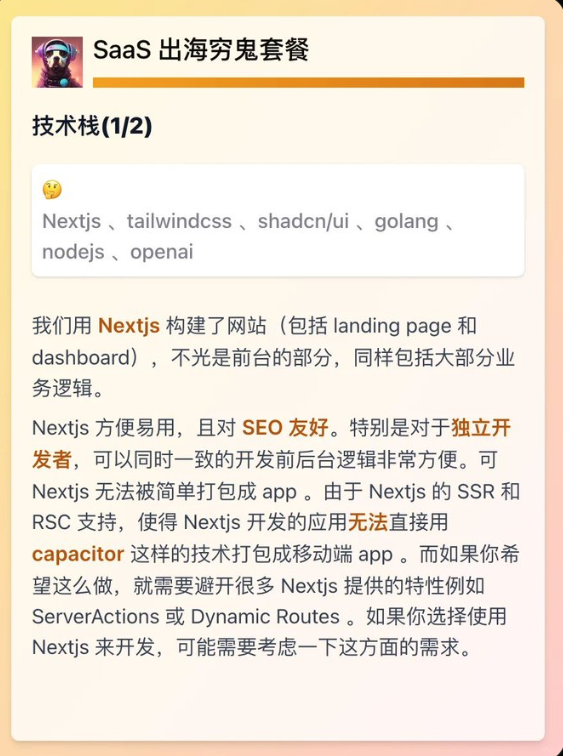 SaaS 出海穷鬼套餐
技术栈(1/2)
🤔
Nextjs 、tailwindcss 、shadcn/ui 、golang 、
nodejs 、openai
我们用 Nextjs 构建了网站（包括 landing page 和
dashboard），不光是前台的部分，同样包括大部分业
务逻辑。
Nextjs 方便易用，且对 SEO 友好。特别是对于独立开
发者，可以同时一致的开发前后台逻辑非常方便。可
Nextjs 无法被简单打包成 app 。由于 Nextjs 的 SSR 和
RSC 支持，使得 Nextjs 开发的应用无法直接用
capacitor 这样的技术打包成移动端 app 。而如果你希
望这么做，就需要避开很多 Nextjs 提供的特性例如
ServerActions 或 Dynamic Routes 。如果你选择使用
Nextjs 来开发，可能需要考虑一下这方面的需求。